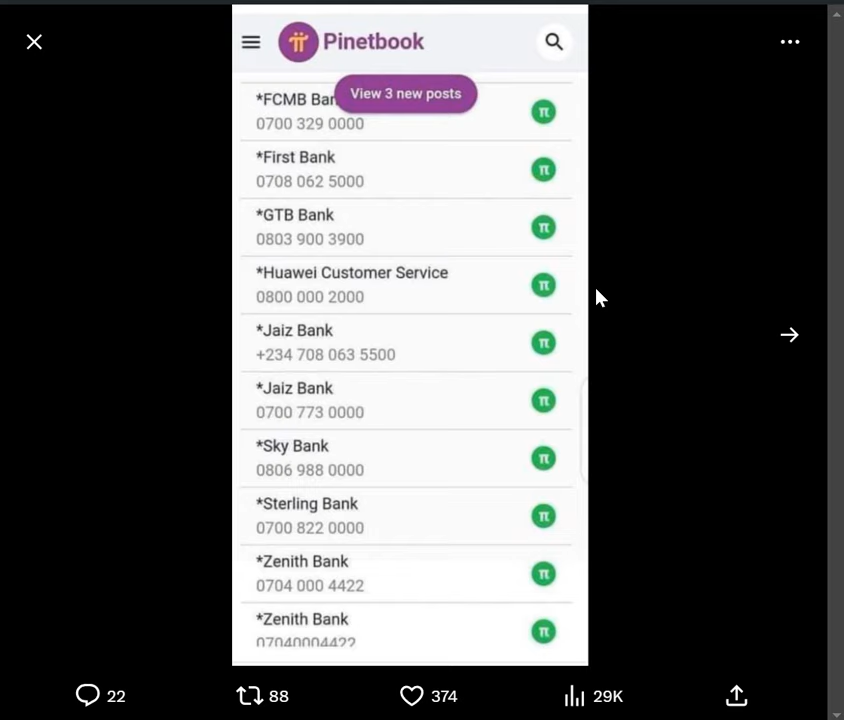 Pinetbook
View 3 new posts
*FCMB
0700 329 0000
*First Bank
0708 062 5000
*GTB Bank
0803 900 3900
*Huawei Customer Service
0800 000 2000
*Jaiz Bank
+234 708 063 5500
*Jaiz Bank
0700 773 0000
*Sky Bank
0806 988 0000
*Sterling Bank
0700 822 0000
*Zenith Bank
0704 000 4422
*Zenith Bank
07040004422
22 88 374 29K